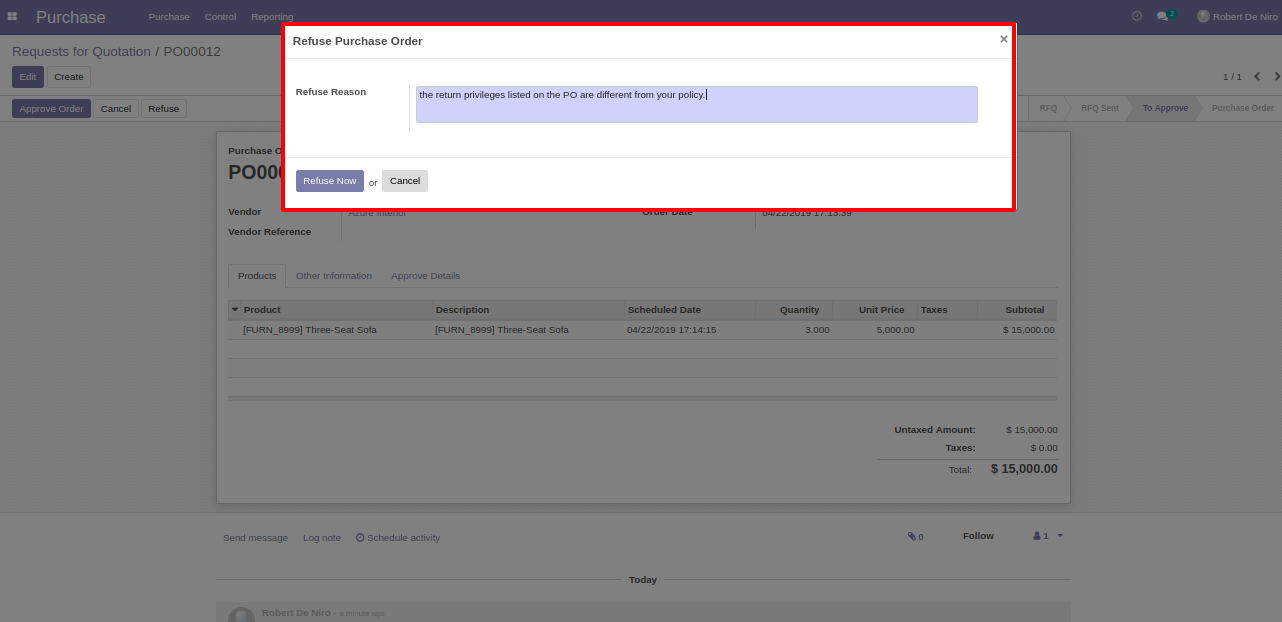 Purchase Purchase Control Reporting 2 Robert De Niro
Refuse Purchase Order ×
Requests for Quotation / PO00012
Edit Create 1 / 1
Refuse Reason the return privileges listed on the PO are different from your policy.
Approve Order Cancel Refuse RFQ RFQ Sent To Approve Purchase Order
Purchase O
PO000
Refuse Now or Cancel
Vendor Azure Interior Order Date 04/22/2019 17:13:39
Vendor Reference
Products Other Information Approve Details
Product Description Scheduled Date Quantity Unit Price Taxes Subtotal
[FURN_8999] Three-Seat Sofa [FURN_8999] Three-Seat Sofa 04/22/2019 17:14:15 3.000 5,000.00 $ 15,000.00
Untaxed Amount: $ 15,000.00
Taxes: $ 0.00
Total: $ 15,000.00
Send message Log note Schedule activity 0 Follow 1
Today
Robert De Niro - a minute ago